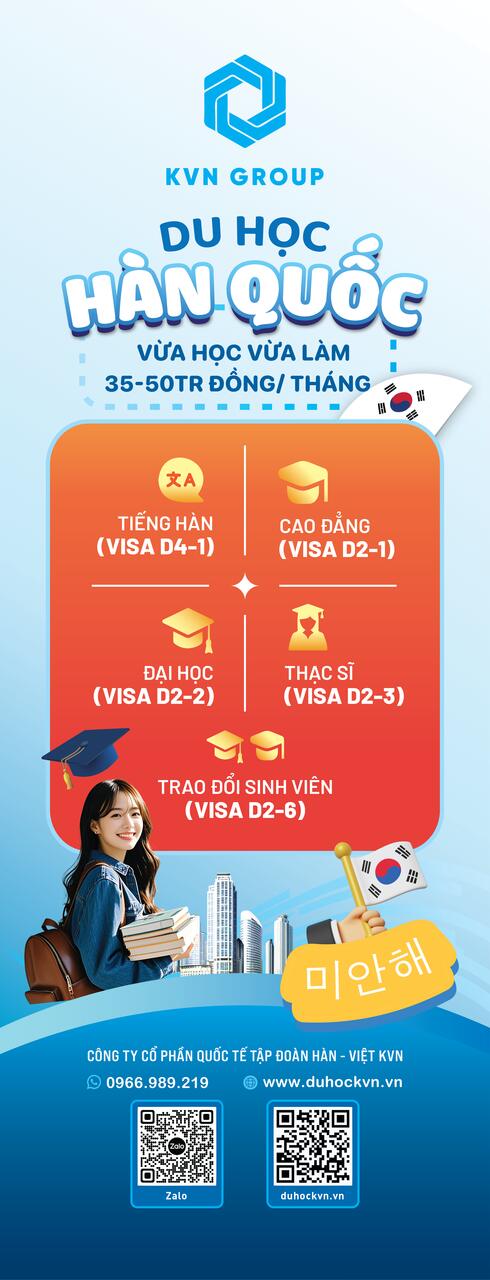 KVN GROUP
DU HỌC
HÀN QUỐC
VỪA HỌC VỪA LÀM
35-50TR ĐỒNG/ THÁNG
文A
TIẾNG HÀN
(VISA D4-1)
CAO ĐẲNG
(VISA D2-1)
ĐẠI HỌC
(VISA D2-2)
THẠC SĨ
(VISA D2-3)
TRAO ĐỔI SINH VIÊN
(VISA D2-6)
미안해
CÔNG TY CỔ PHẦN QUỐC TẾ TẬP ĐOÀN HÀN - VIỆT KVN
0966.989.219
www.duhockvn.vn
Zalo
Zalo
duhockvn.vn